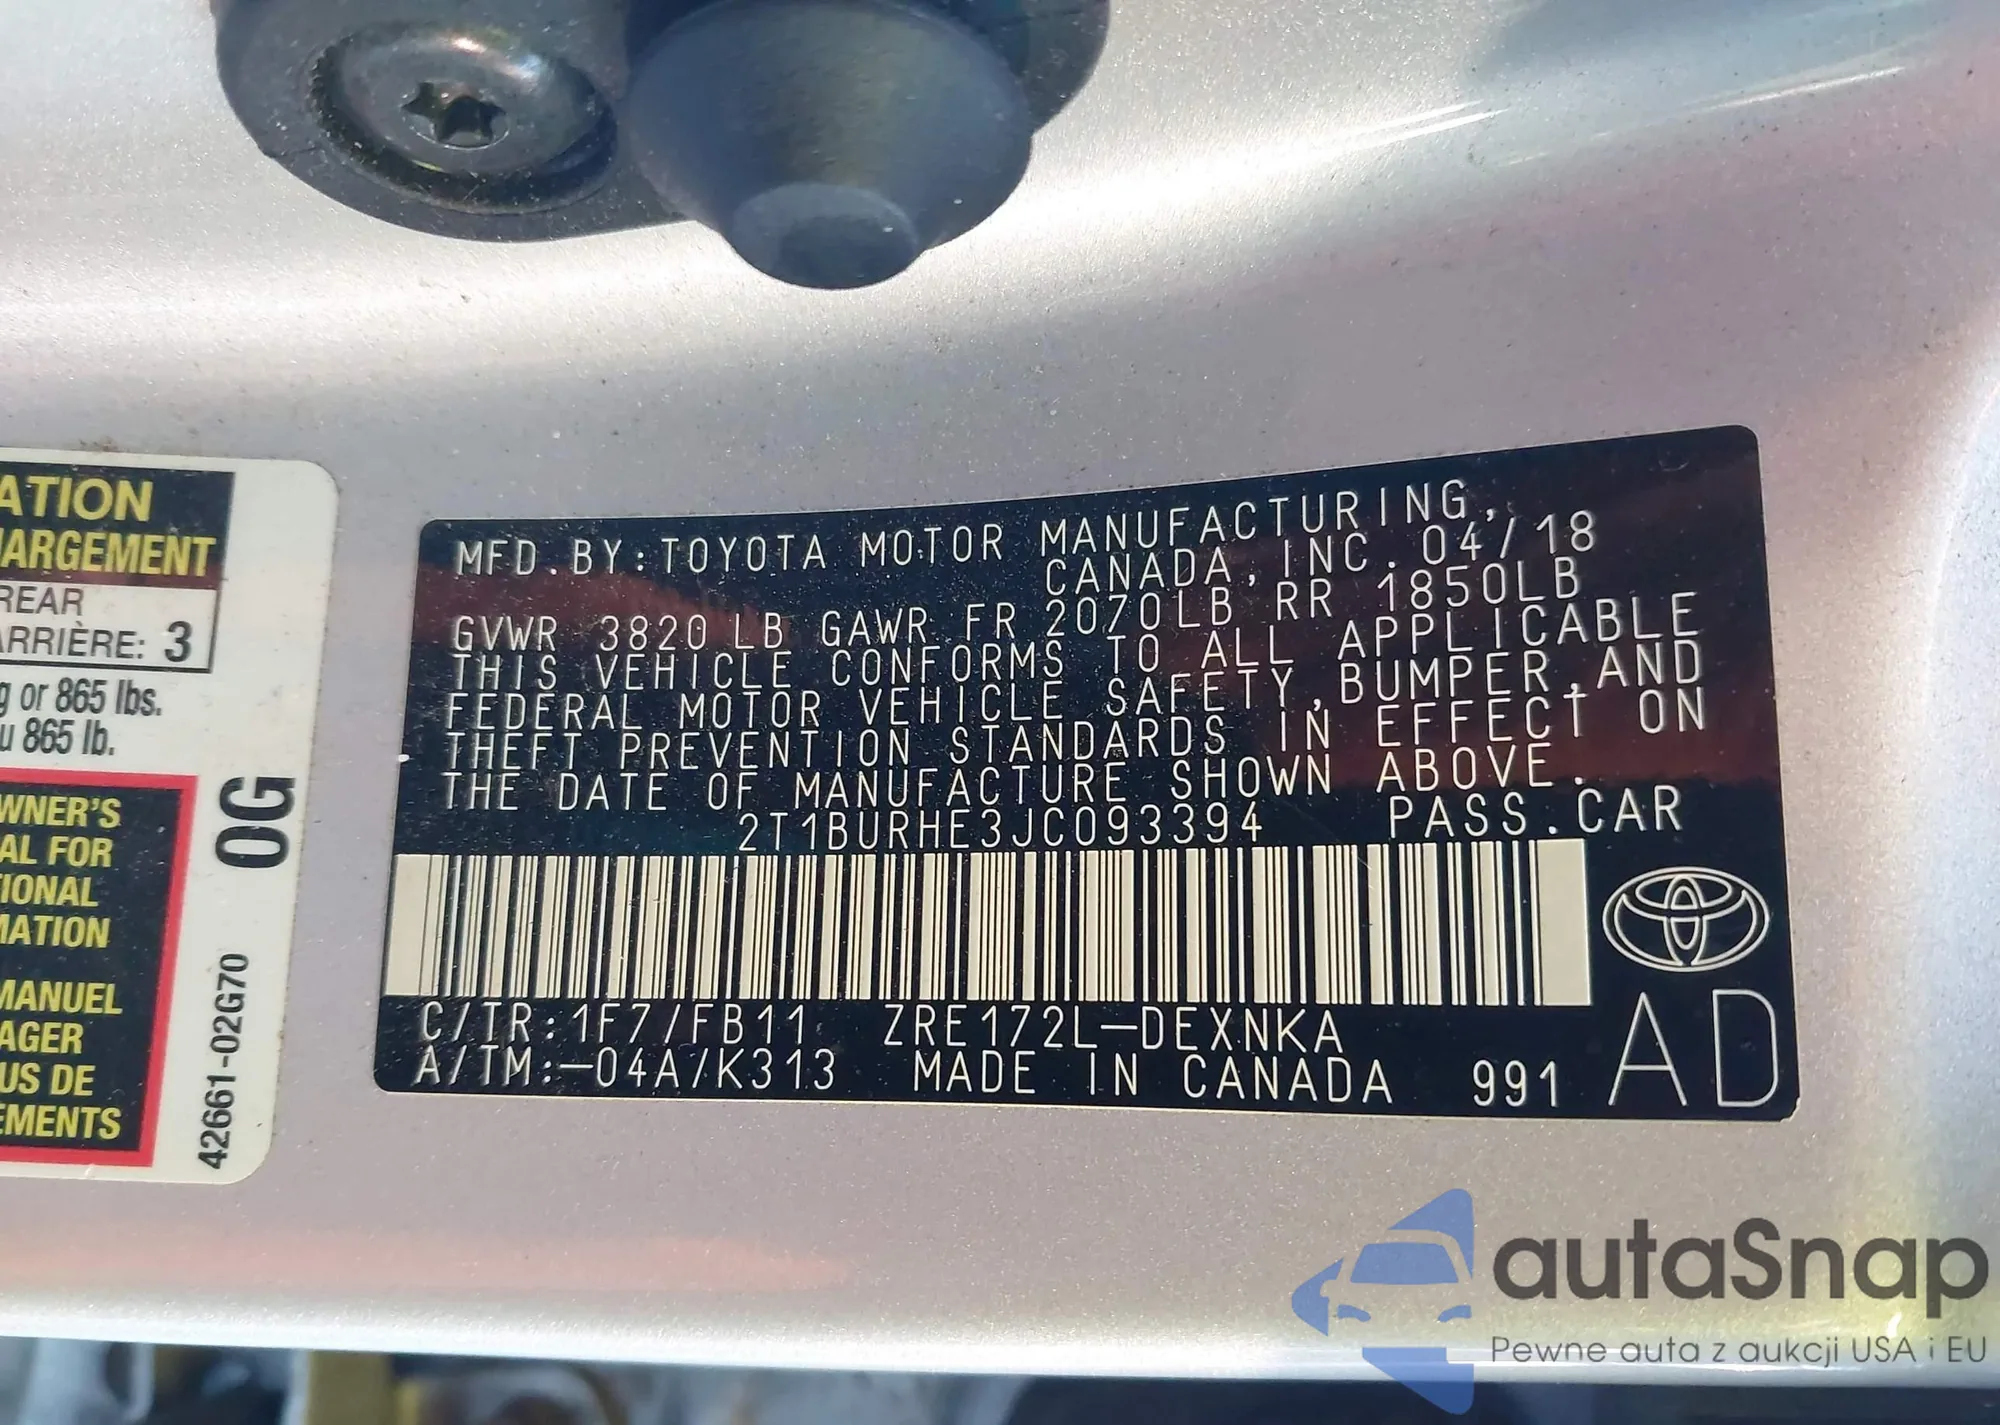 ATION
HARGEMENT
REAR
ARRIÈRE: 3
g or 865 lbs.
u 865 lb.
WNER'S
AL FOR
TIONAL
MATION
MANUEL
AGER
US DE
EMENTS
0G
42661-02G70
MFD.BY:TOYOTA MOTOR MANUFACTURING,
CANADA,INC.04/18
GVWR 3820LB GAWR FR 2070LB RR 1850LB
THIS VEHICLE CONFORMS TO ALL APPLICABLE
FEDERAL MOTOR VEHICLE SAFETY,BUMPER,AND
THEFT PREVENTION STANDARDS IN EFFECT ON
THE DATE OF MANUFACTURE SHOWN ABOVE.
2T1BURHE3JC093394 PASS.CAR
C/TR:1F7/FB11 ZRE172L-DEXNKA
A/TM:-04A/K313 MADE IN CANADA 991
AD
autaSnap
Pewne auta z aukcji USA i EU